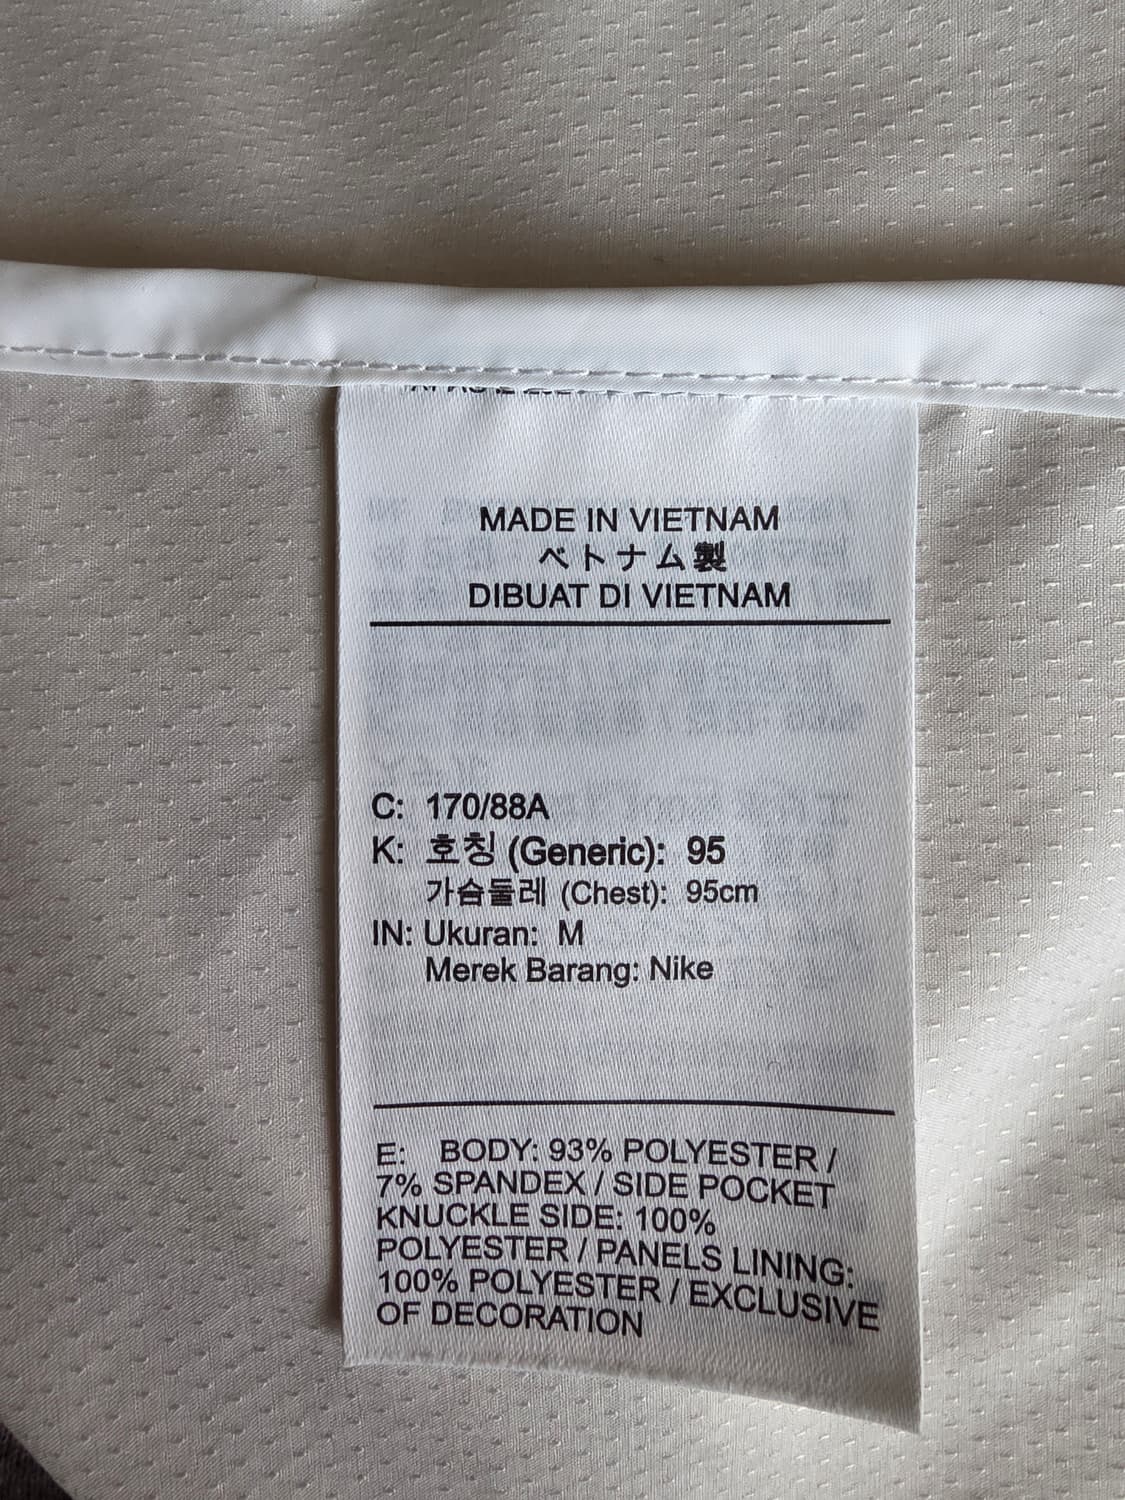 MADE IN VIETNAM
ベトナム製
DIBUAT DI VIETNAM
C: 170/88A
K: 호칭 (Generic): 95
가슴둘레 (Chest): 95cm
IN: Ukuran: M
Merek Barang: Nike
E: BODY: 93% POLYESTER /
7% SPANDEX / SIDE POCKET
KNUCKLE SIDE: 100%
POLYESTER / PANELS LINING:
100% POLYESTER / EXCLUSIVE
OF DECORATION